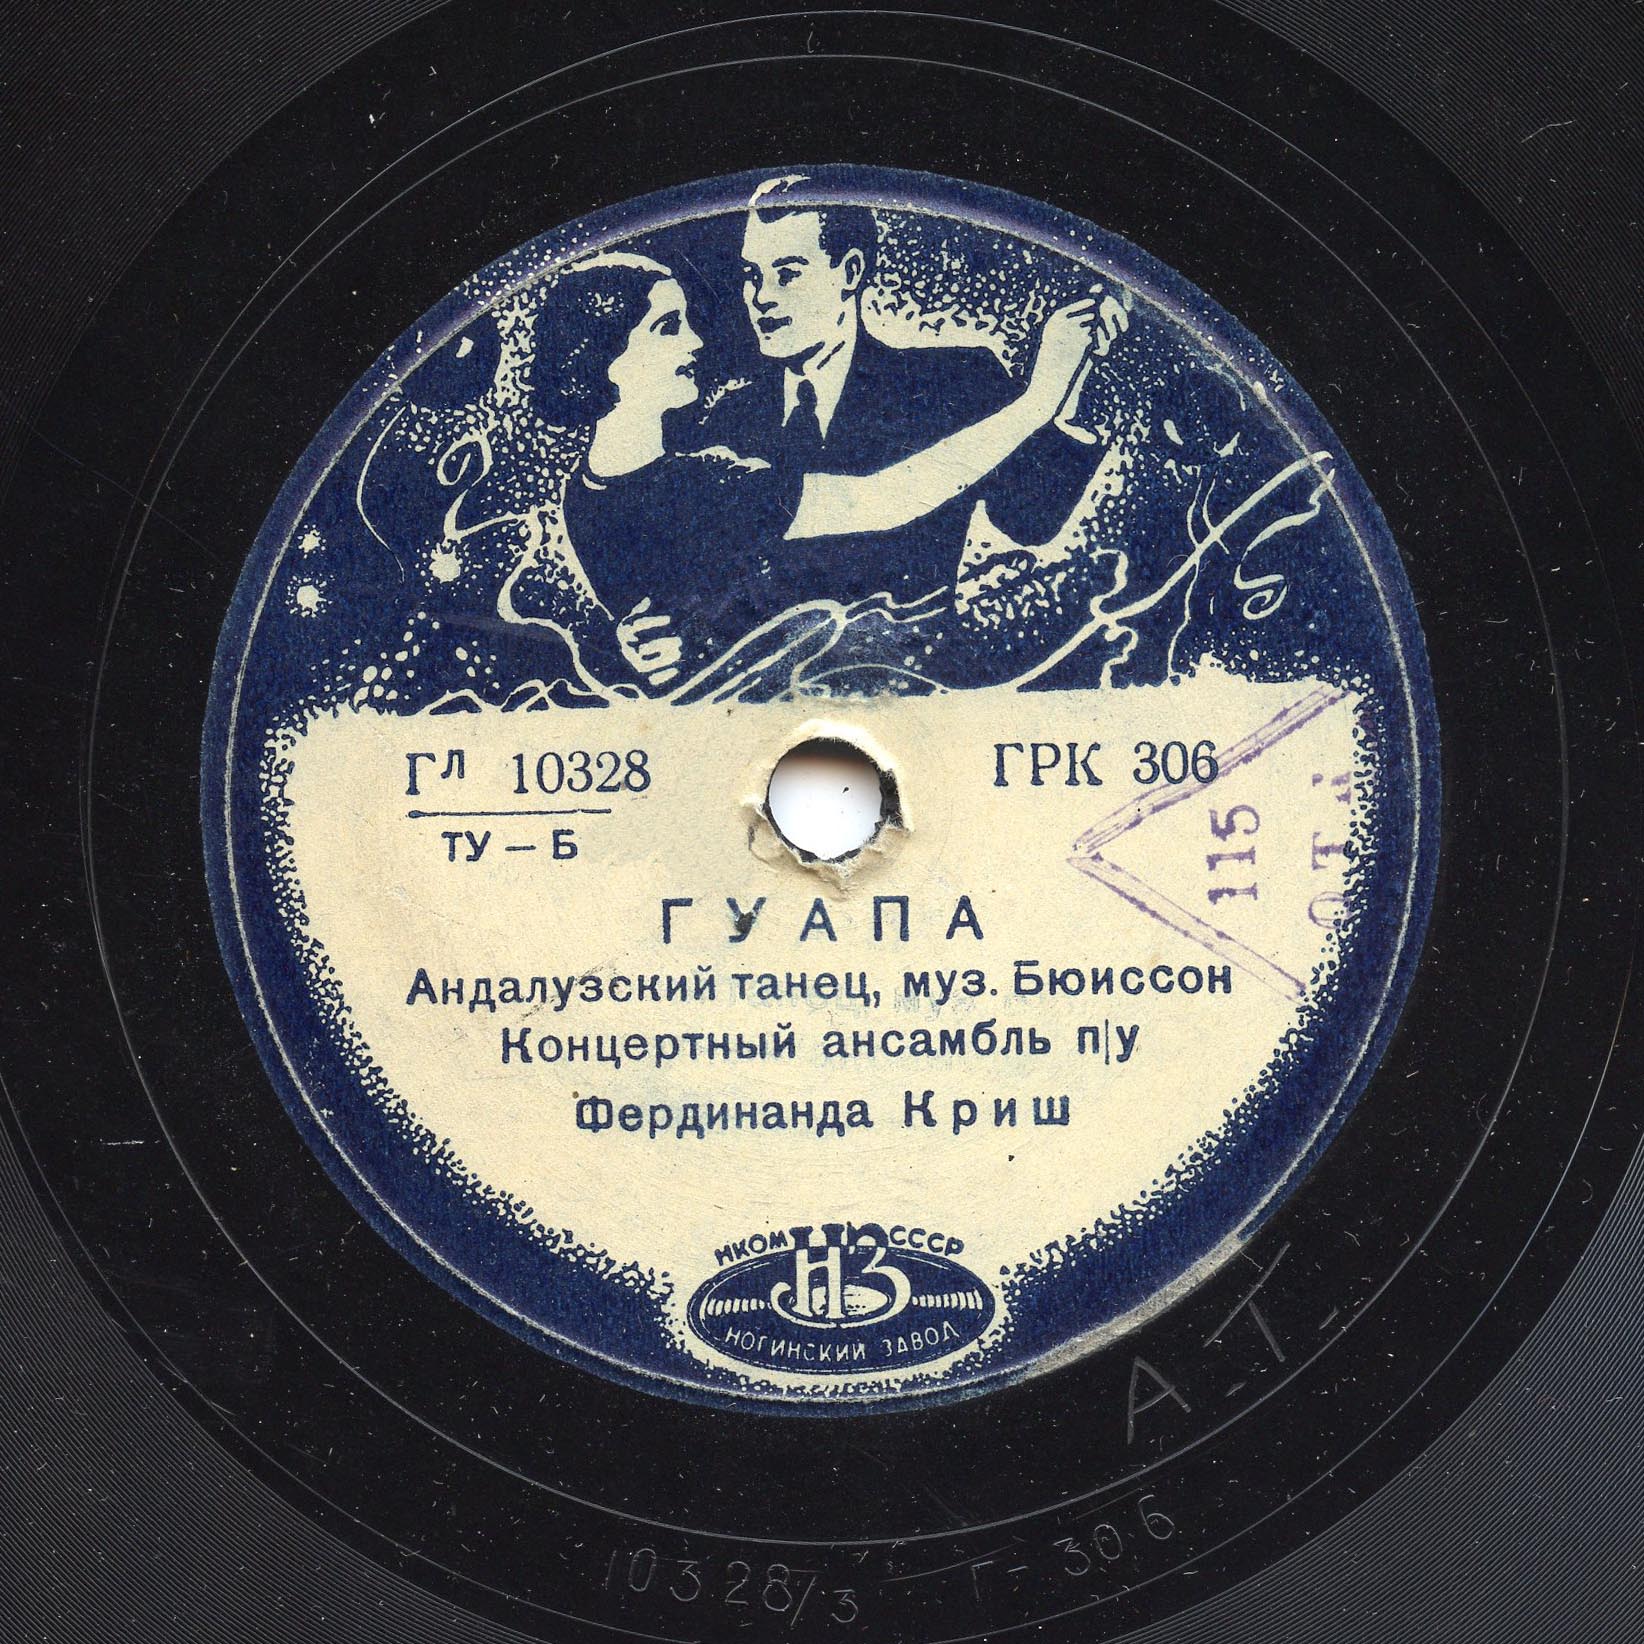 Гл 10328 ГРК 306
ТУ – Б
115
ГУАПА
Андалузский танец, муз. Бюиссон
Концертный ансамбль п/у
Фердинанда Криш
НКОМ НЗ СССР
НОГИНСКИЙ ЗАВОД
А-Т-
10328/3 Г-306